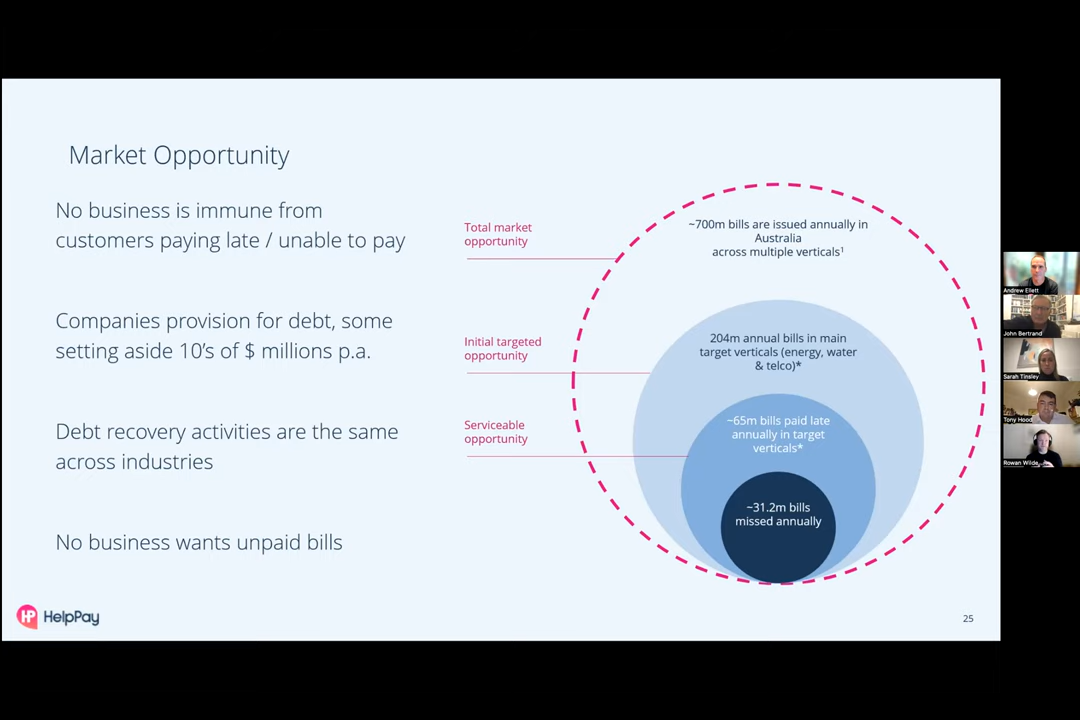 Market Opportunity
No business is immune from
customers paying late / unable to pay
Companies provision for debt, some
setting aside 10's of $ millions p.a.
Debt recovery activities are the same
across industries
No business wants unpaid bills
Total market
opportunity
Initial targeted
opportunity
Serviceable
opportunity
~700m bills are issued annually in
Australia
across multiple verticals¹
204m annual bills in main
target verticals (energy, water
& telco)*
~65m bills paid late
annually in target
verticals*
~31.2m bills
missed annually
HP HelpPay
25
Andrew Ellett
John Bertrand
Sarah Tinsley
Tony Hood
Rowan Wilde